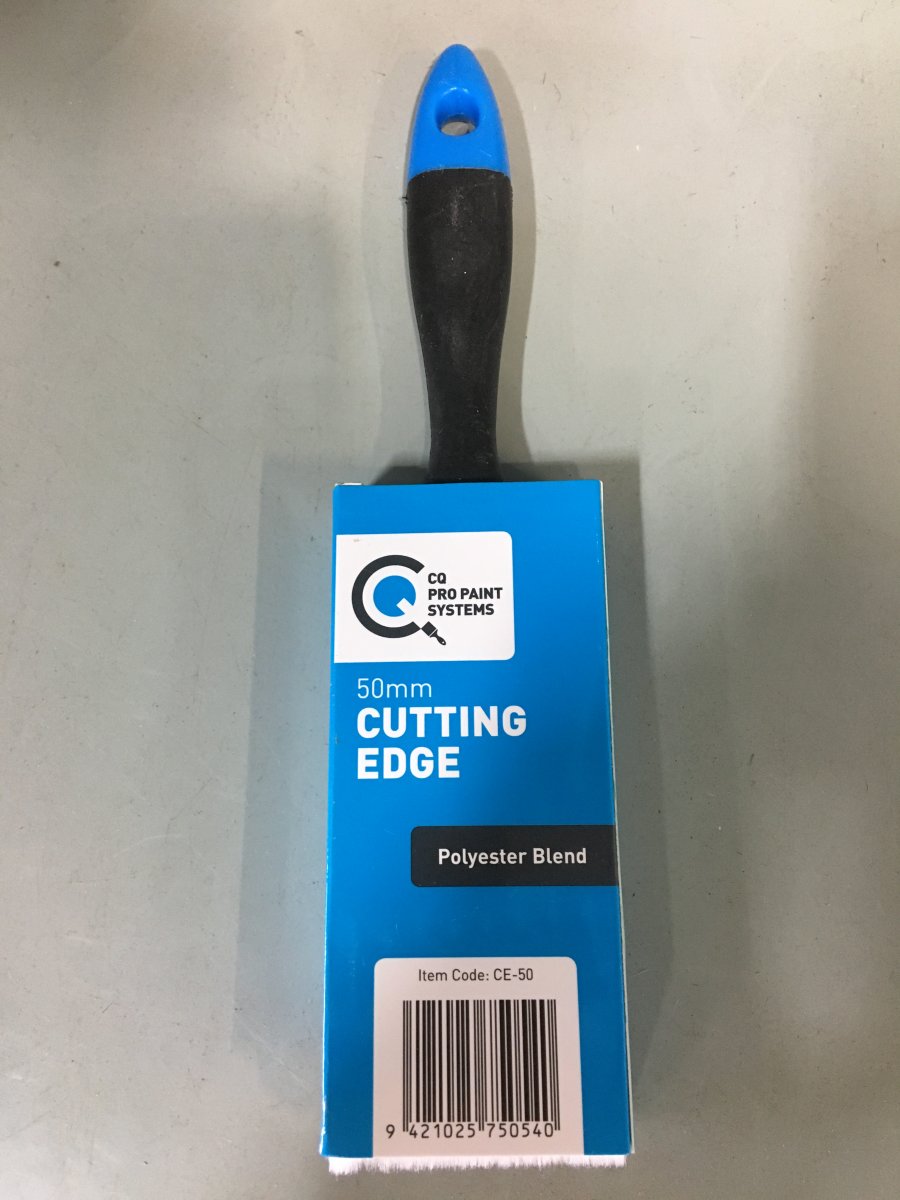 CQ
PRO PAINT
SYSTEMS
50mm
CUTTING
EDGE
Polyester Blend
Item Code: CE-50
9 421025 750540